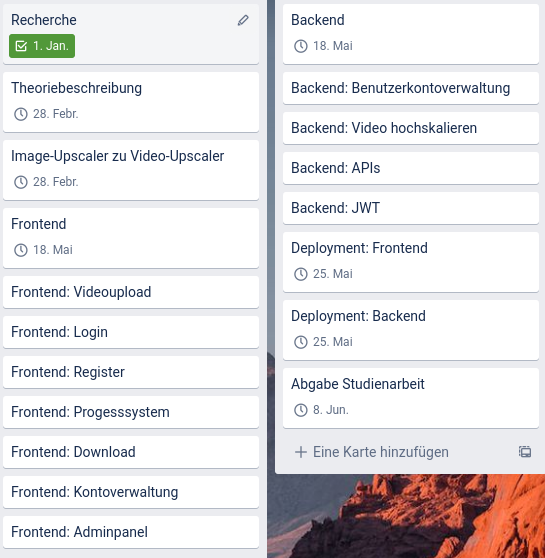 Recherche
1. Jan.
Theoriebeschreibung
28. Febr.
Image-Upscaler zu Video-Upscaler
28. Febr.
Frontend
18. Mai
Frontend: Videoupload
Frontend: Login
Frontend: Register
Frontend: Progesssystem
Frontend: Download
Frontend: Kontoverwaltung
Frontend: Adminpanel
Backend
18. Mai
Backend: Benutzerkontoverwaltung
Backend: Video hochskalieren
Backend: APIs
Backend: JWT
Deployment: Frontend
25. Mai
Deployment: Backend
25. Mai
Abgabe Studienarbeit
8. Jun.
Eine Karte hinzufügen